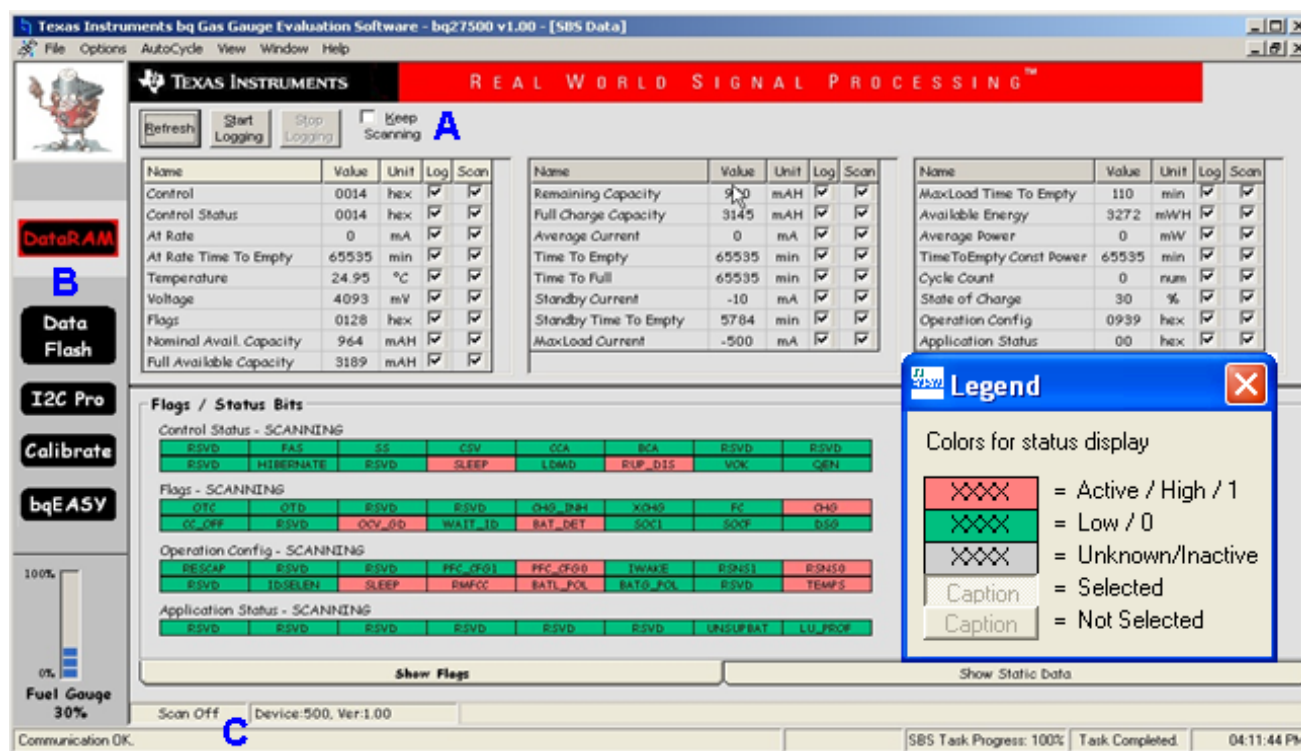 Texas Instruments bq Gas Gauge Evaluation Software - bq27500 v1.00 - [SBS Data]
File Options AutoCycle View Window Help
TEXAS INSTRUMENTS REAL WORLD SIGNAL PROCESSING™
Refresh Start Logging Stop Logging Keep Scanning A
Name Value Unit Log Scan Name Value Unit Log Scan Name Value Unit Log Scan
Control 0014 hex Remaining Capacity mAH MaxLoad Time To Empty 110 min
Control Status 0014 hex Full Charge Capacity 3145 mAH Available Energy 3272 mWH
At Rate 0 mA Average Current 0 mA Average Power 0 mW
At Rate Time To Empty 65535 min Time To Empty 65535 min TimeToEmpty Const Power 65535 min
Temperature 24.95 °C Time To Full 65535 min Cycle Count 0 num
Voltage 4093 mV Standby Current -10 mA State of Charge 30 %
Flags 0128 hex Standby Time To Empty 5784 min Operation Config 0939 hex
Nominal Avail. Capacity 964 mAH MaxLoad Current -500 mA Application Status 00 hex
Full Available Capacity 3189 mAH
DataRAM
B
Data
Flash
I2C Pro
Calibrate
bqEASY
100%
0%
Fuel Gauge
30%
Flags / Status Bits
Control Status - SCANNING
RSVD FAS SS CSV CCA BCA RSVD RSVD
RSVD HIBERNATE RSVD SLEEP LDMD RUP_DIS VOK QEN
Flags - SCANNING
OTC OTD RSVD RSVD CHG_INH XCHG FC CHG
CC_OFF RSVD OCV_GD WAIT_ID BAT_DET SOC1 SOCF DSG
Operation Config - SCANNING
RESCAP RSVD RSVD PFC_CFG1 PFC_CFG0 IWAKE RSNS1 RSNS0
RSVD IDSELEN SLEEP RMFCC BATL_POL BATG_POL RSVD TEMPS
Application Status - SCANNING
RSVD RSVD RSVD RSVD RSVD RSVD UNSUPBAT LU_PROF
Show Flags Show Static Data
Legend
Colors for status display
XXXX = Active / High / 1
XXXX = Low / 0
XXXX = Unknown/Inactive
Caption = Selected
Caption = Not Selected
Scan Off C Device:500, Ver:1.00
Communication OK. SBS Task Progress: 100% Task Completed. 04:11:44 PM